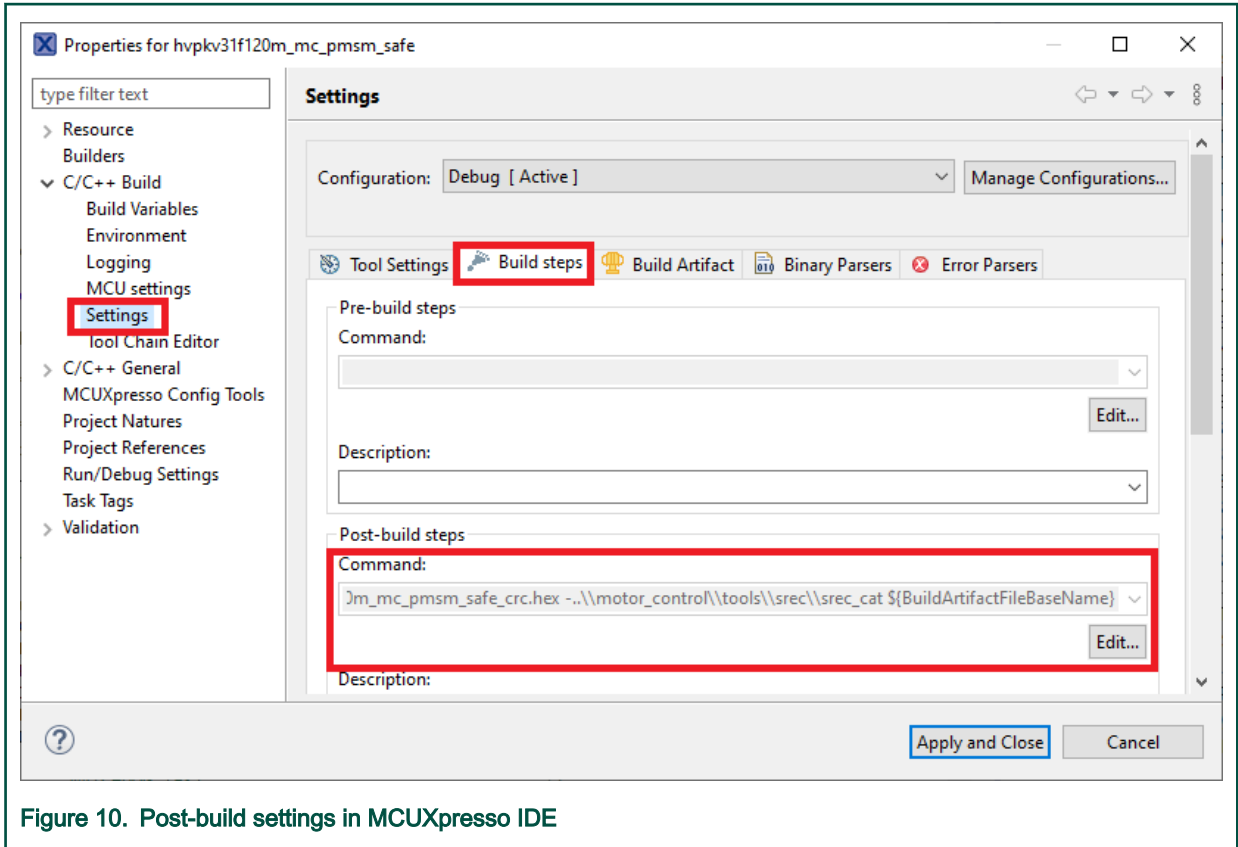 Properties for hvpkv31f120m_mc_pmsm_safe
type filter text
Settings
Resource
Builders
C/C++ Build
Build Variables
Environment
Logging
MCU settings
Settings
Tool Chain Editor
C/C++ General
MCUXpresso Config Tools
Project Natures
Project References
Run/Debug Settings
Task Tags
Validation
Configuration: Debug [ Active ] Manage Configurations...
Tool Settings Build steps Build Artifact Binary Parsers Error Parsers
Pre-build steps
Command:
Edit...
Description:
Post-build steps
Command:
m_mc_pmsm_safe_crc.hex -..\\motor_control\\tools\\srec\\srec_cat ${BuildArtifactFileBaseName}
Edit...
Description:
Apply and Close Cancel
Figure 10. Post-build settings in MCUXpresso IDE